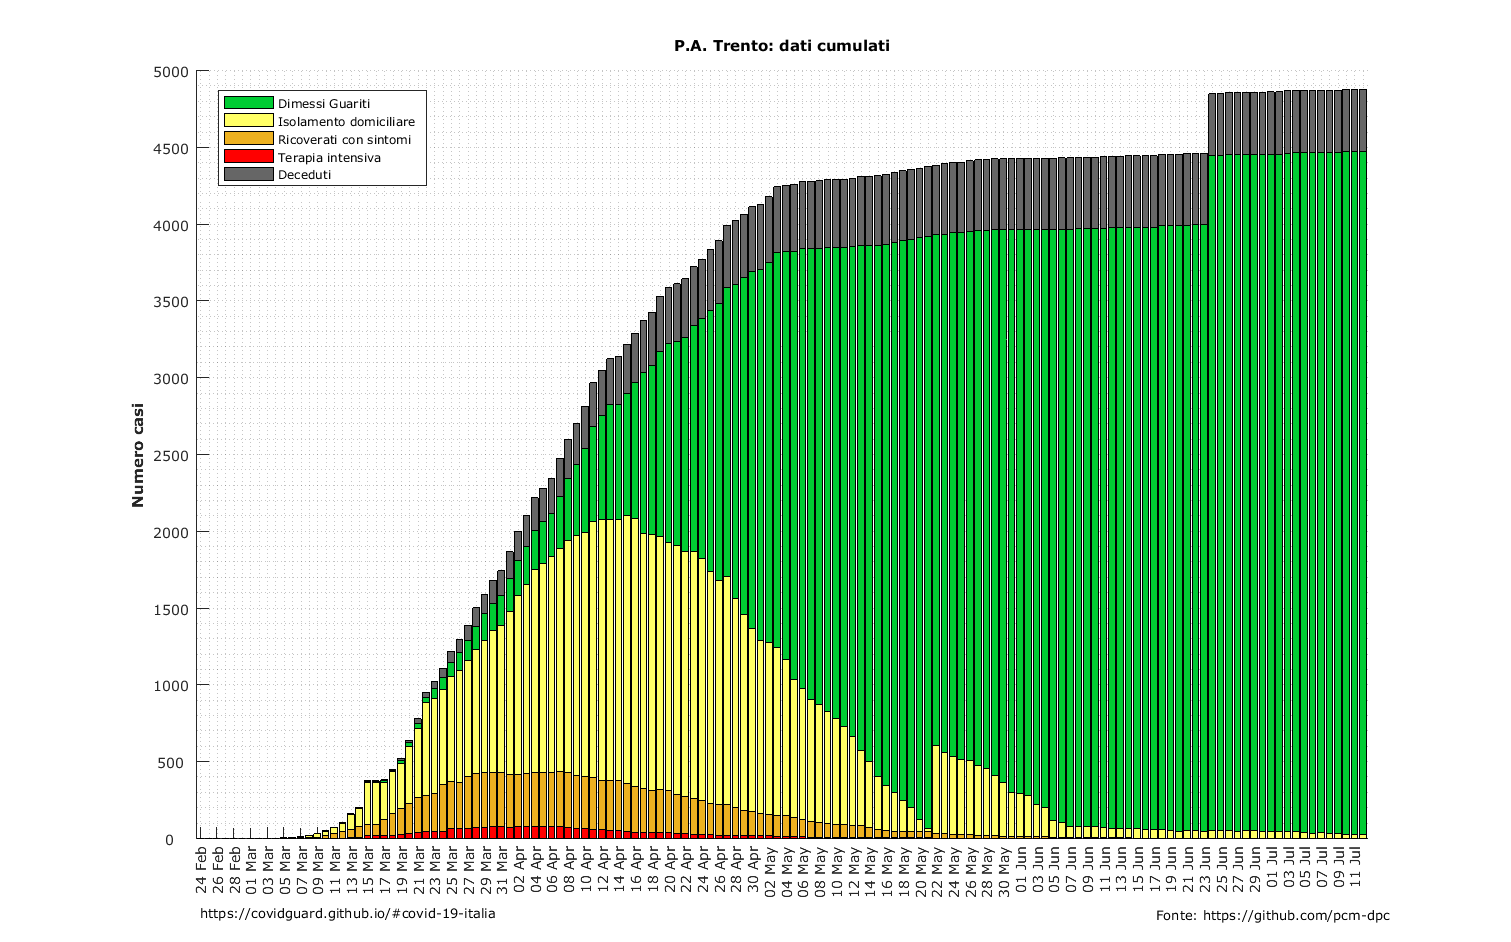 P.A. Trento: dati cumulati
5000
4500
4000
3500
3000
2500
2000
1500
1000
500
0
Numero casi
Dimessi Guariti
Isolamento domiciliare
Ricoverati con sintomi
Terapia intensiva
Deceduti
24 Feb
26 Feb
28 Feb
01 Mar
03 Mar
05 Mar
07 Mar
09 Mar
11 Mar
13 Mar
15 Mar
17 Mar
19 Mar
21 Mar
23 Mar
25 Mar
27 Mar
29 Mar
31 Mar
02 Apr
04 Apr
06 Apr
08 Apr
10 Apr
12 Apr
14 Apr
16 Apr
18 Apr
20 Apr
22 Apr
24 Apr
26 Apr
28 Apr
30 Apr
02 May
04 May
06 May
08 May
10 May
12 May
14 May
16 May
18 May
20 May
22 May
24 May
26 May
28 May
30 May
01 Jun
03 Jun
05 Jun
07 Jun
09 Jun
11 Jun
13 Jun
15 Jun
17 Jun
19 Jun
21 Jun
23 Jun
25 Jun
27 Jun
29 Jun
01 Jul
03 Jul
05 Jul
07 Jul
09 Jul
11 Jul
https://covidguard.github.io/#covid-19-italia
Fonte: https://github.com/pcm-dpc